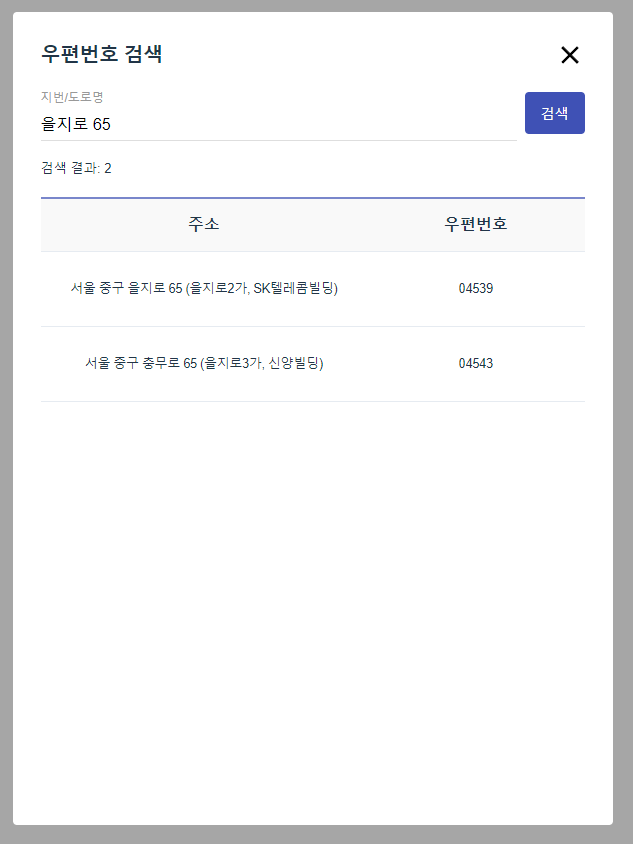 우편번호 검색
지번/도로명
을지로 65
검색
검색 결과: 2
주소 우편번호
서울 중구 을지로 65 (을지로2가, SK텔레콤빌딩) 04539
서울 중구 충무로 65 (을지로3가, 신양빌딩) 04543